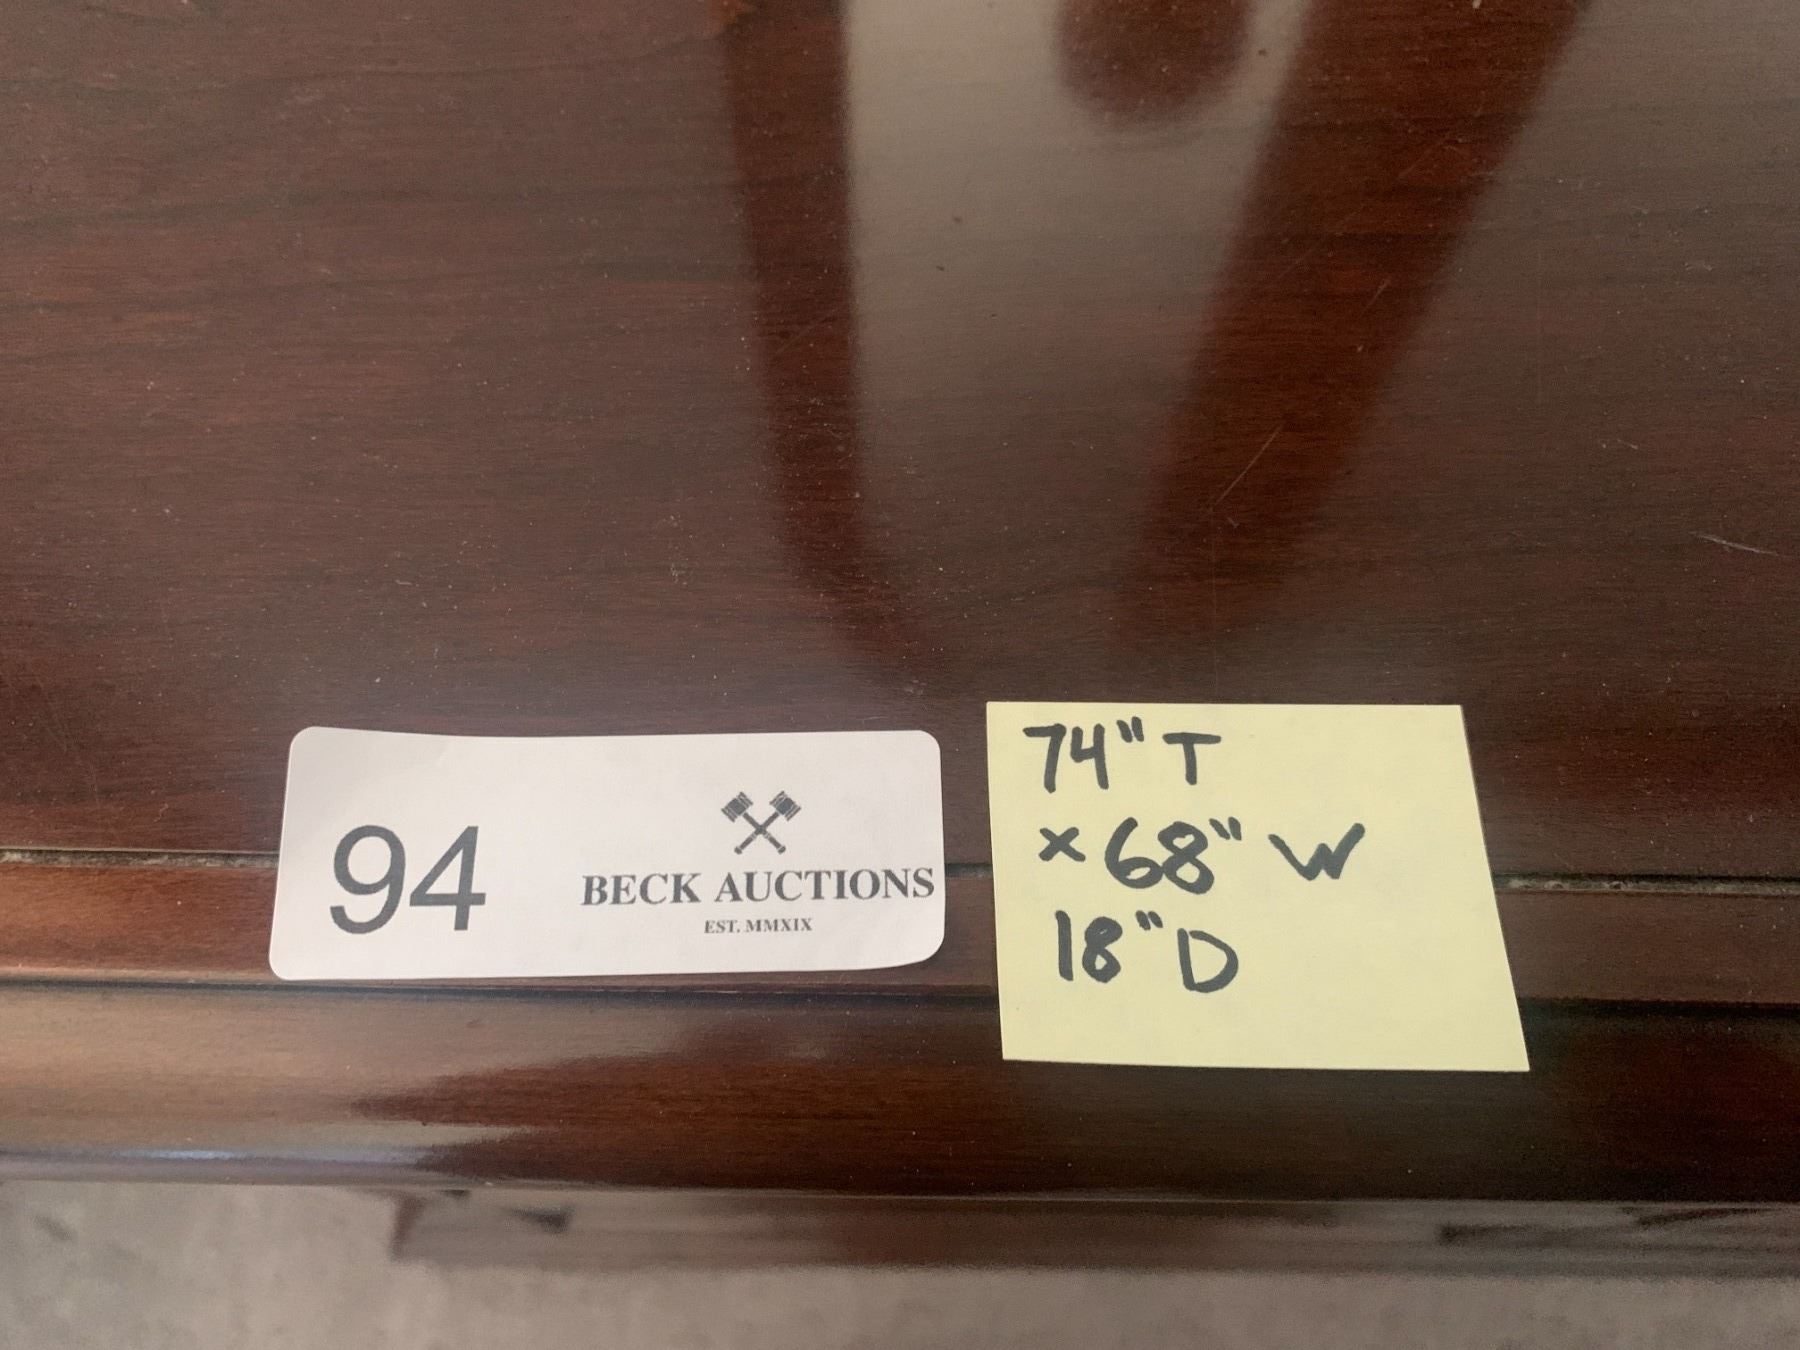 94
BECK AUCTIONS
EST. MMXIX
74" T
x 68" W
18" D